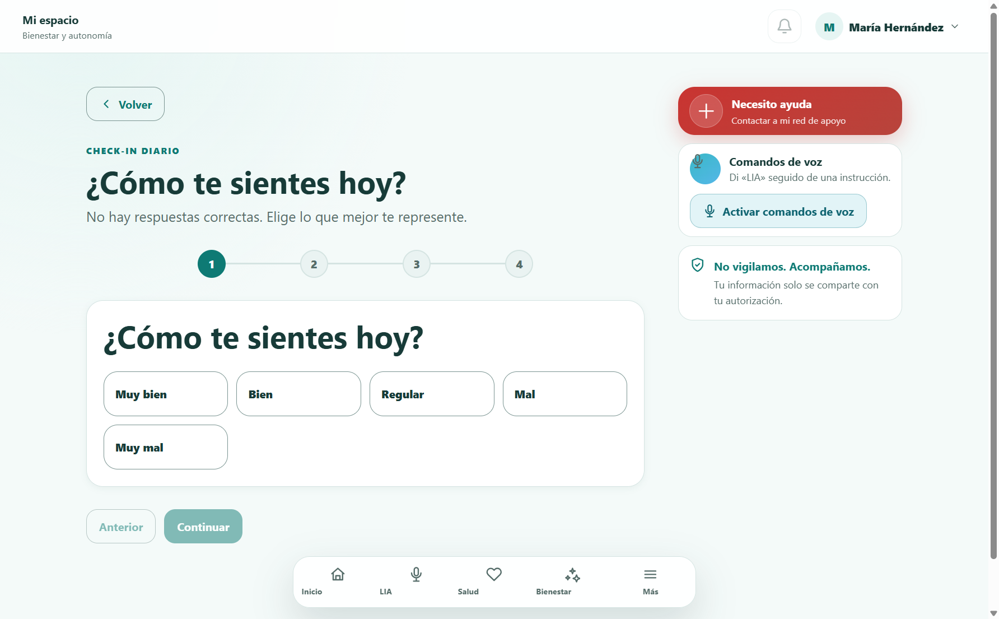 Mi espacio
Bienestar y autonomía
M
María Hernández
Volver
CHECK-IN DIARIO
¿Cómo te sientes hoy?
No hay respuestas correctas. Elige lo que mejor te represente.
1
2
3
4
¿Cómo te sientes hoy?
Muy bien
Bien
Regular
Mal
Muy mal
Anterior
Continuar
Necesito ayuda
Contactar a mi red de apoyo
Comandos de voz
Di «LIA» seguido de una instrucción.
Activar comandos de voz
No vigilamos. Acompañamos.
Tu información solo se comparte con
tu autorización.
Inicio
LIA
Salud
Bienestar
Más